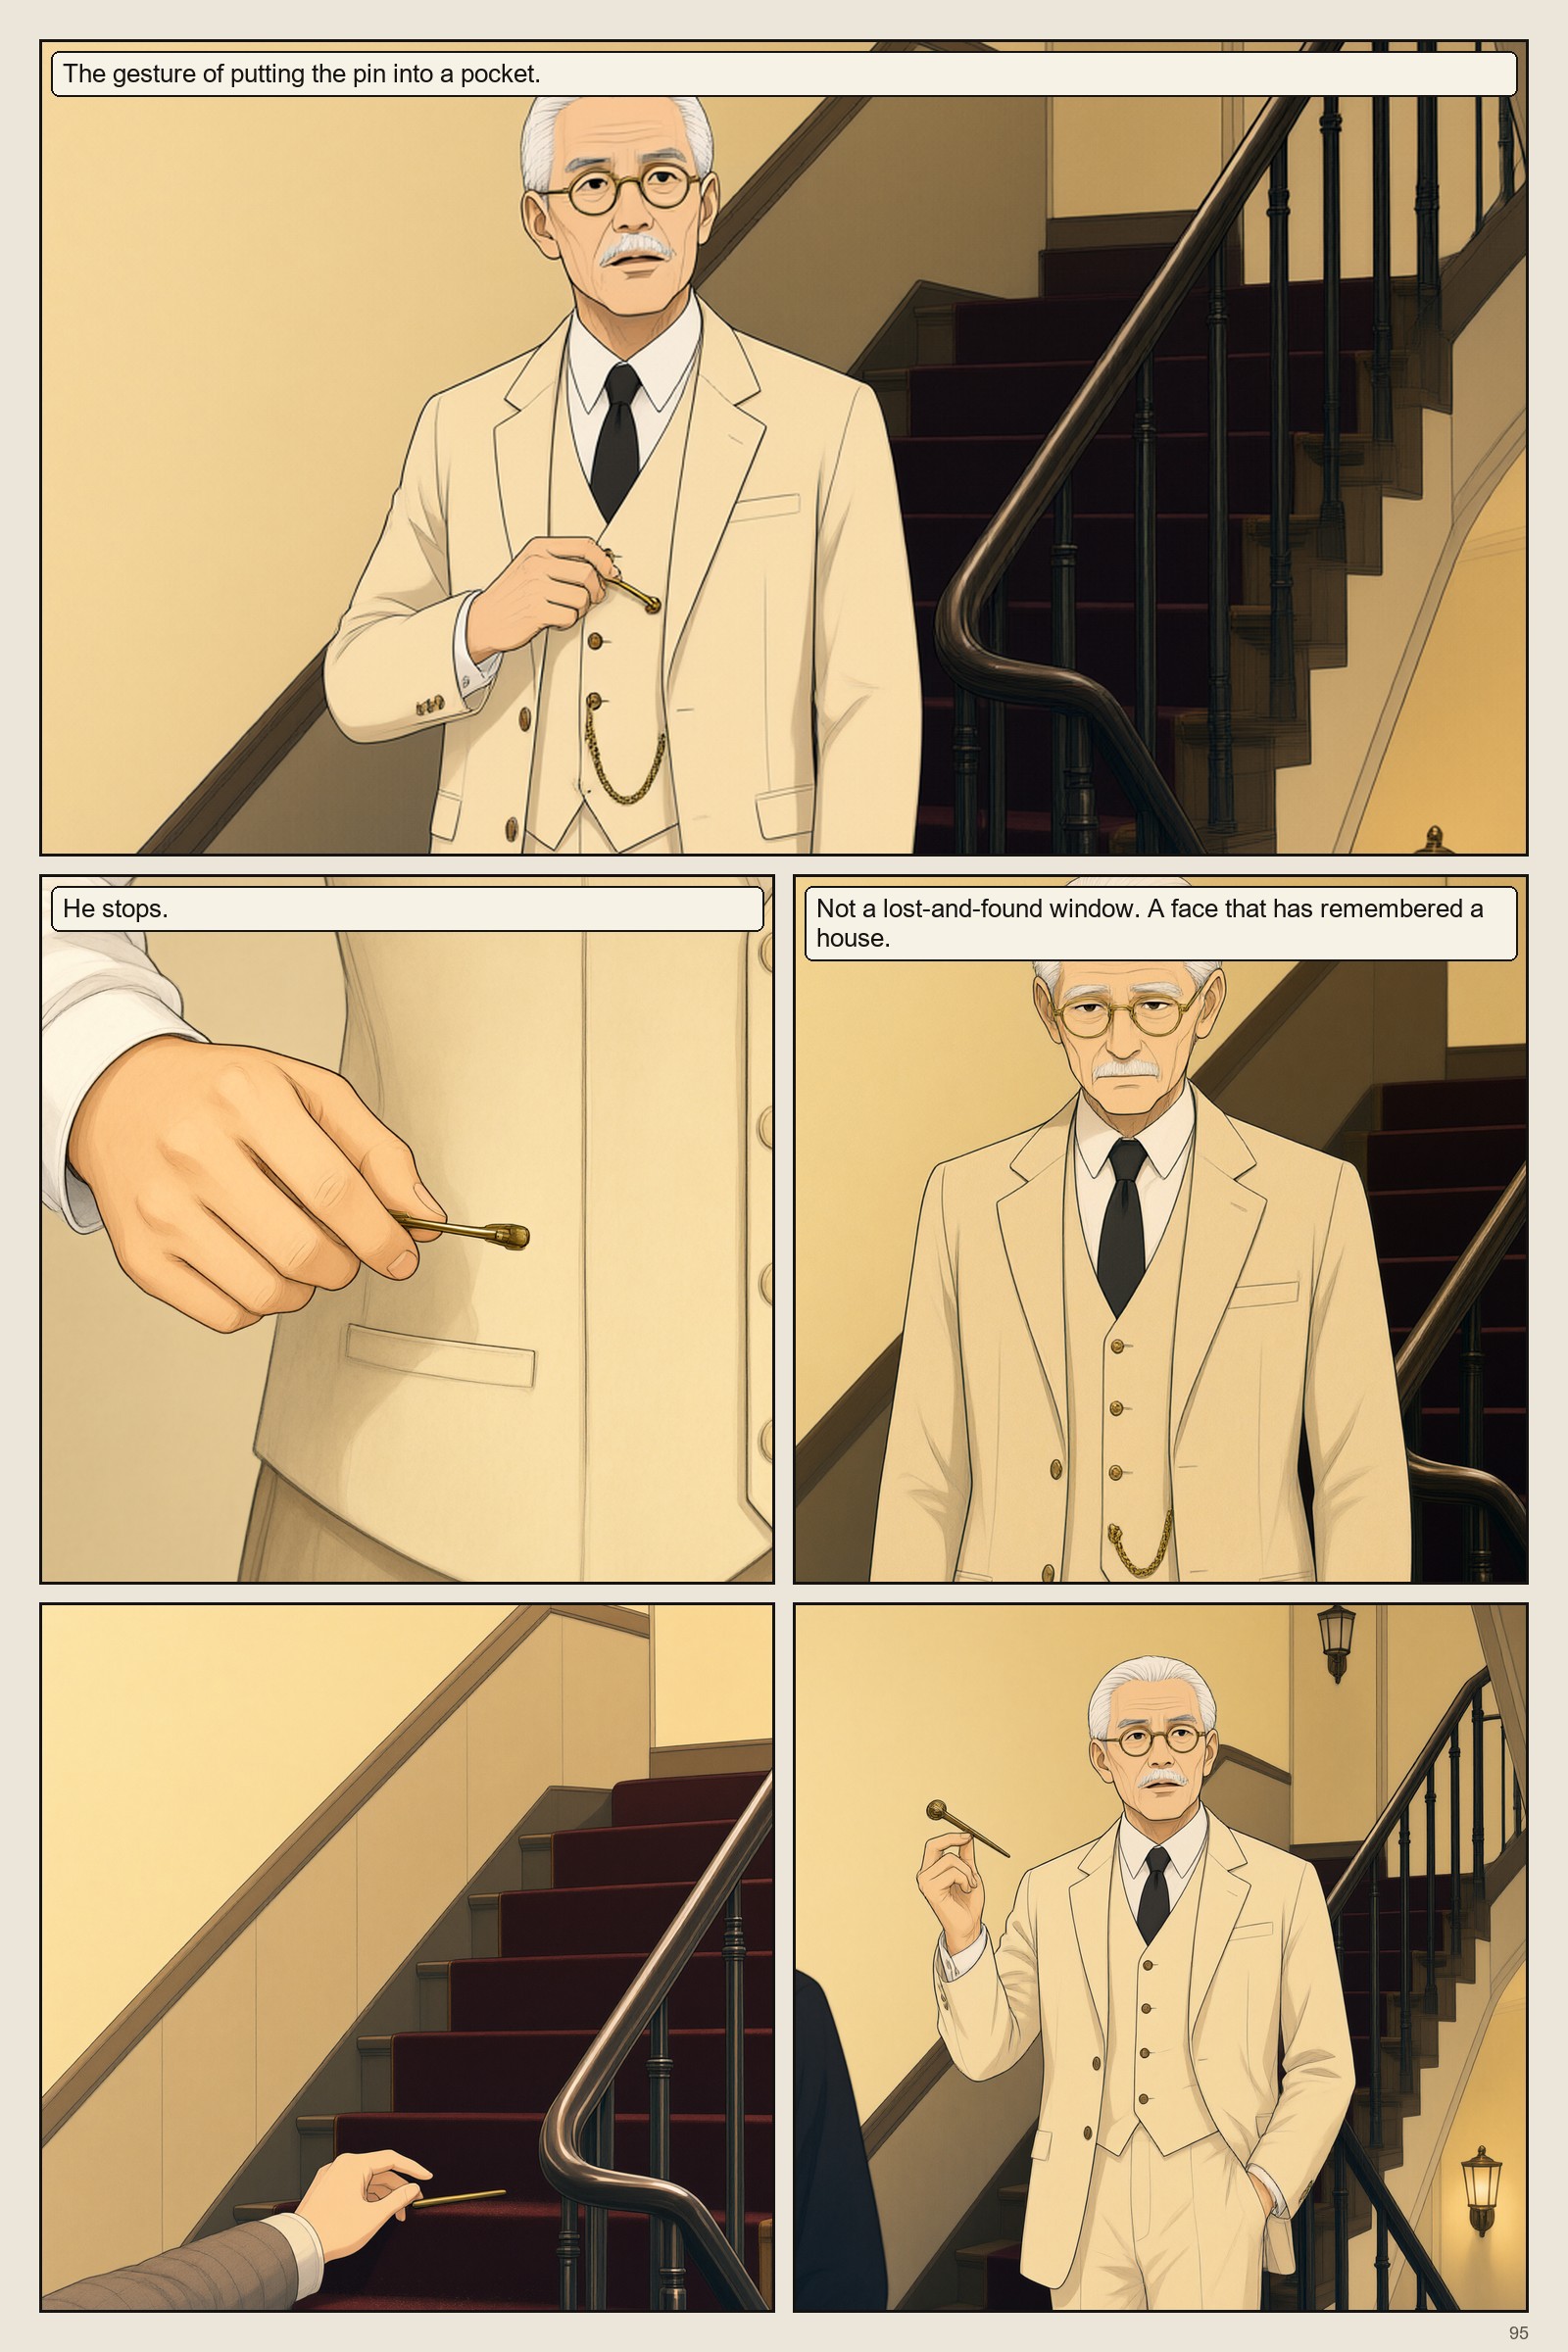 The gesture of putting the pin into a pocket.
He stops.
Not a lost-and-found window. A face that has remembered a
house.
95